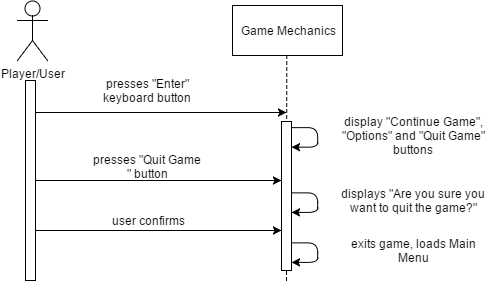 Game Mechanics
Player/User
presses "Enter"
keyboard button
display "Continue Game",
"Options" and "Quit Game"
buttons
presses "Quit Game
" button
displays "Are you sure you
want to quit the game?"
user confirms
exits game, loads Main
Menu